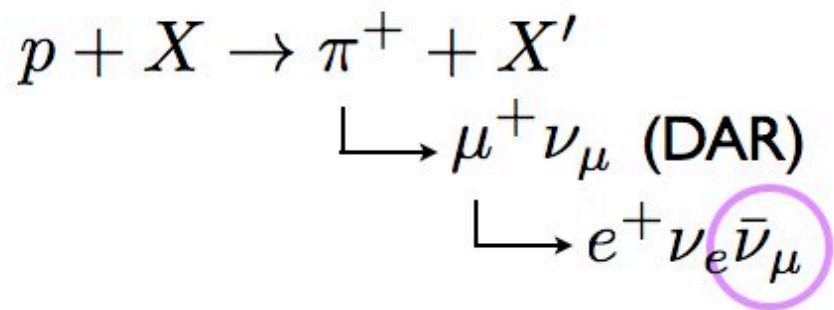 p + X → π⁺ + X′
μ⁺ ν_μ (DAR)
e⁺ ν_e ν̄_μ